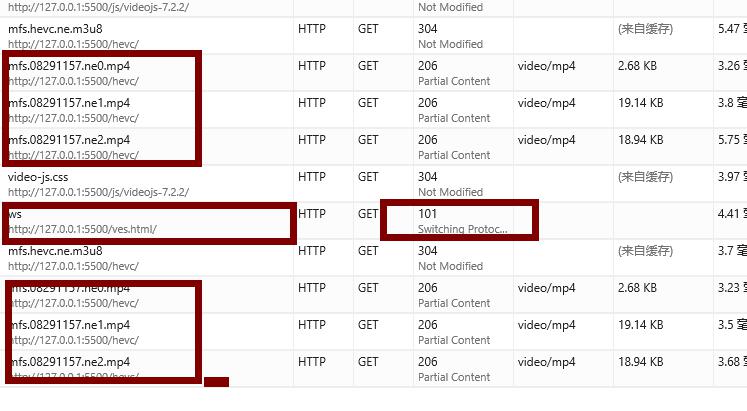 http://127.0.0.1:5500/js/videojs-7.2.2/ Not Modified
mfs.hevc.ne.m3u8 HTTP GET 304 (来自缓存) 5.47 毫
http://127.0.0.1:5500/hevc/ Not Modified
mfs.08291157.ne0.mp4 HTTP GET 206 video/mp4 2.68 KB 3.26 毫
http://127.0.0.1:5500/hevc/ Partial Content
mfs.08291157.ne1.mp4 HTTP GET 206 video/mp4 19.14 KB 3.8 毫
http://127.0.0.1:5500/hevc/ Partial Content
mfs.08291157.ne2.mp4 HTTP GET 206 video/mp4 18.94 KB 5.75 毫
http://127.0.0.1:5500/hevc/ Partial Content
video-js.css HTTP GET 304 (来自缓存) 3.97 毫
http://127.0.0.1:5500/js/videojs-7.2.2/ Not Modified
ws HTTP GET 101 4.41 毫
http://127.0.0.1:5500/ves.html/ Switching Protoc...
mfs.hevc.ne.m3u8 HTTP GET 304 (来自缓存) 3.7 毫
http://127.0.0.1:5500/hevc/ Not Modified
mfs.08291157.ne0.mp4 HTTP GET 206 video/mp4 2.68 KB 3.23 毫
http://127.0.0.1:5500/hevc/ Partial Content
mfs.08291157.ne1.mp4 HTTP GET 206 video/mp4 19.14 KB 3.5 毫
http://127.0.0.1:5500/hevc/ Partial Content
mfs.08291157.ne2.mp4 HTTP GET 206 video/mp4 18.94 KB 3.68 毫
http://127.0.0.1:5500/hevc/ Partial Content